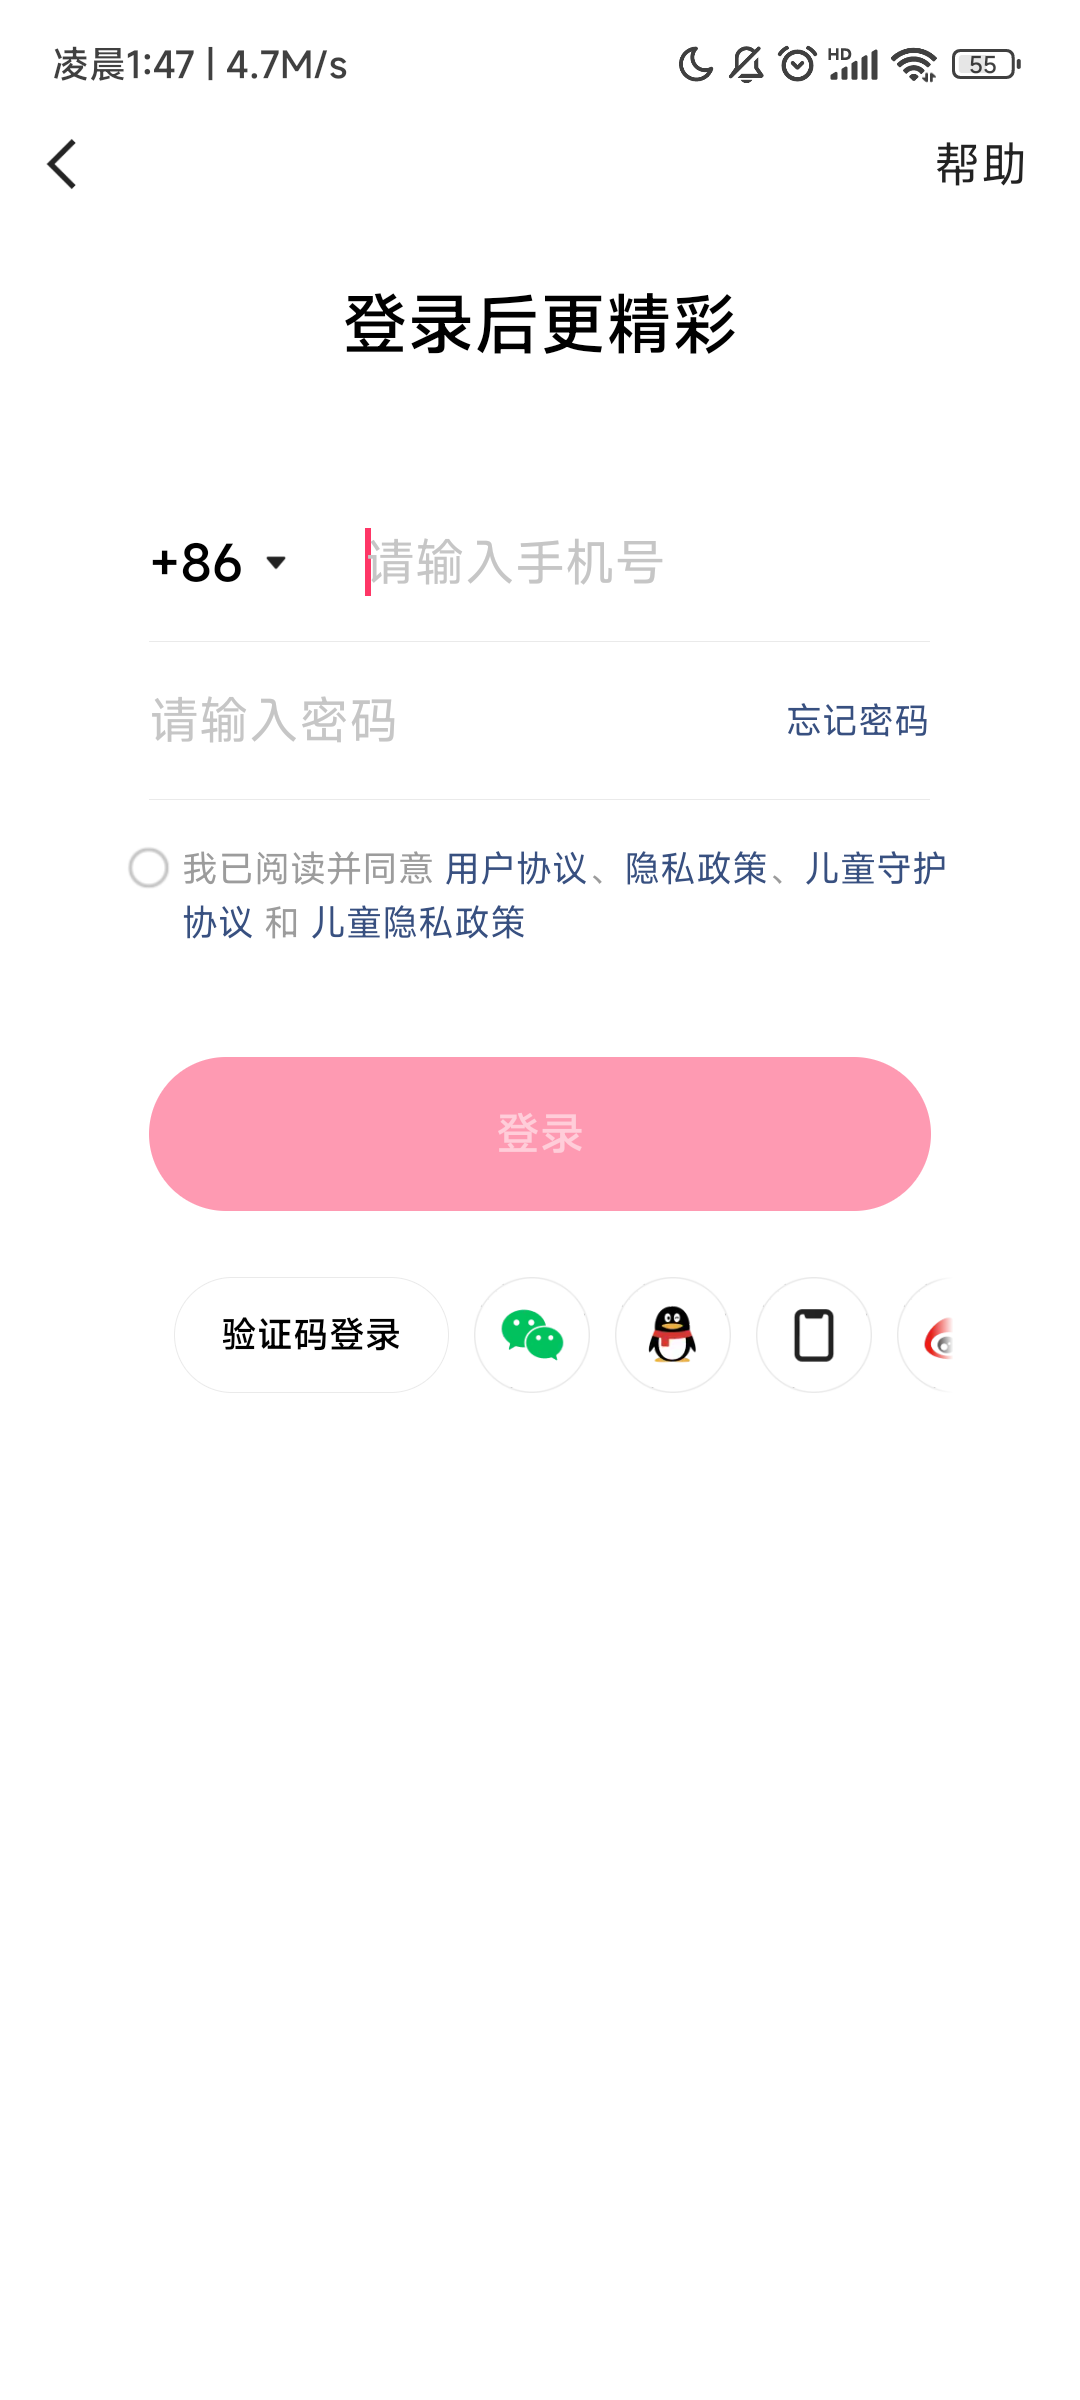 凌晨1:47 | 4.7M/s HD 55
帮助
登录后更精彩
+86 请输入手机号
请输入密码 忘记密码
我已阅读并同意 用户协议、隐私政策、儿童守护
协议 和 儿童隐私政策
登录
验证码登录